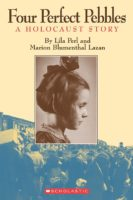 Four Perfect Pebbles
A HOLOCAUST STORY
By Lila Perl and
Marion Blumenthal Lazan
SCHOLASTIC